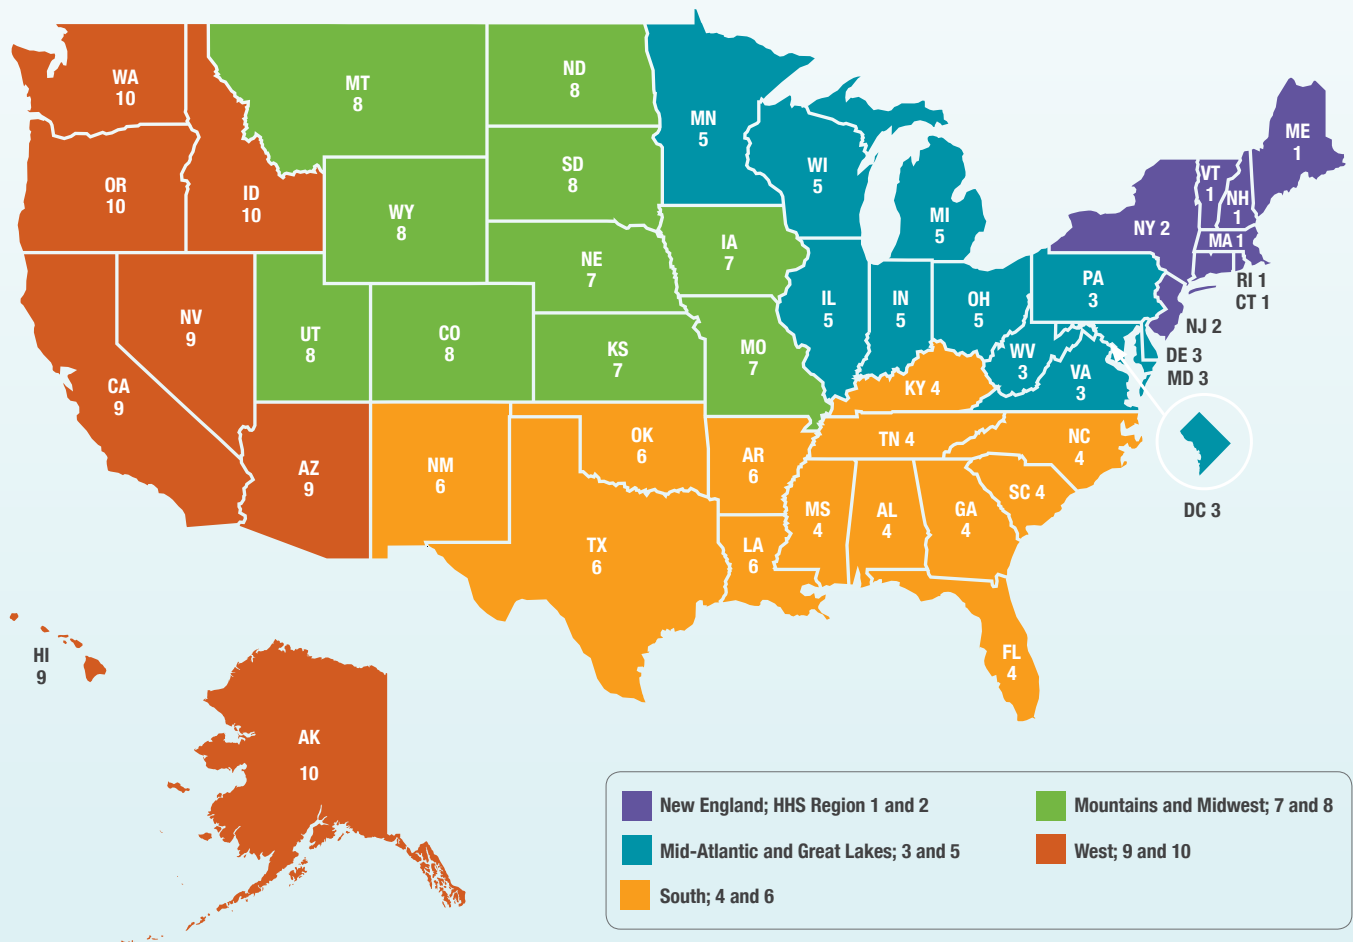 WA
10
MT
8
ND
8
MN
5
ME
1
OR
10
ID
10
WY
8
SD
8
WI
5
MI
5
VT
1
NH
1
NY 2
MA 1
RI 1
CT 1
NJ 2
NV
9
UT
8
CO
8
NE
7
IA
7
KS
7
MO
7
IL
5
IN
5
OH
5
PA
3
WV
3
VA
3
DE 3
MD 3
DC 3
CA
9
AZ
9
NM
6
OK
6
AR
6
KY 4
TN 4
NC
4
SC 4
TX
6
LA
6
MS
4
AL
4
GA
4
FL
4
HI
9
AK
10
New England; HHS Region 1 and 2
Mid-Atlantic and Great Lakes; 3 and 5
South; 4 and 6
Mountains and Midwest; 7 and 8
West; 9 and 10